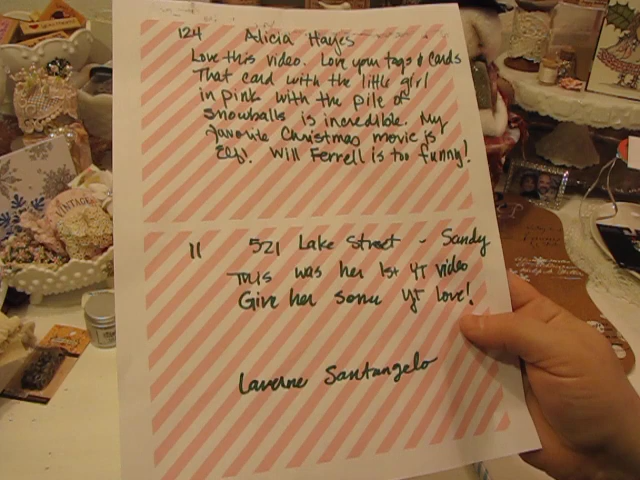 124 Alicia Hayes
Love this video. Love your tags & cards
That card with the little girl
in pink with the pile of
snowballs is incredible. My
favorite Christmas movie is
Elf! Will Ferrell is too funny!
11 521 Lake Street - Sandy
This was her 1st YT video
Give her some YT love!
Laverne Santangelo
VINTAGE